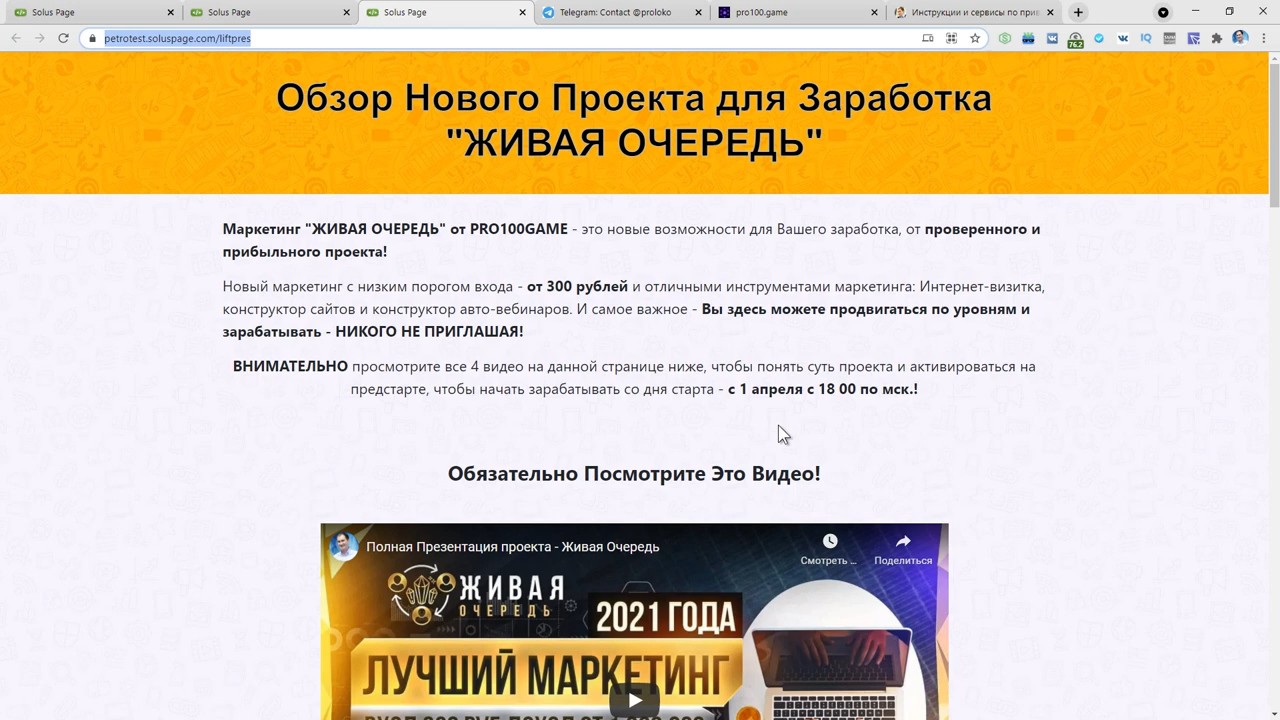 Solus Page
Solus Page
Solus Page
Telegram: Contact @proloko
pro100.game
Инструкции и сервисы по прив
petrotest.soluspage.com/liftpres
76.2
Обзор Нового Проекта для Заработка
"ЖИВАЯ ОЧЕРЕДЬ"
Маркетинг "ЖИВАЯ ОЧЕРЕДЬ" от PRO100GAME - это новые возможности для Вашего заработка, от проверенного и
прибыльного проекта!
Новый маркетинг с низким порогом входа - от 300 рублей и отличными инструментами маркетинга: Интернет-визитка,
конструктор сайтов и конструктор авто-вебинаров. И самое важное - Вы здесь можете продвигаться по уровням и
зарабатывать - НИКОГО НЕ ПРИГЛАШАЯ!
ВНИМАТЕЛЬНО просмотрите все 4 видео на данной странице ниже, чтобы понять суть проекта и активироваться на
предстарте, чтобы начать зарабатывать со дня старта - с 1 апреля с 18 00 по мск.!
Обязательно Посмотрите Это Видео!
Полная Презентация проекта - Живая Очередь
Смотреть ...
Поделиться
ЖИВАЯ
ОЧЕРЕДЬ
2021 ГОДА
ЛУЧШИЙ МАРКЕТИНГ